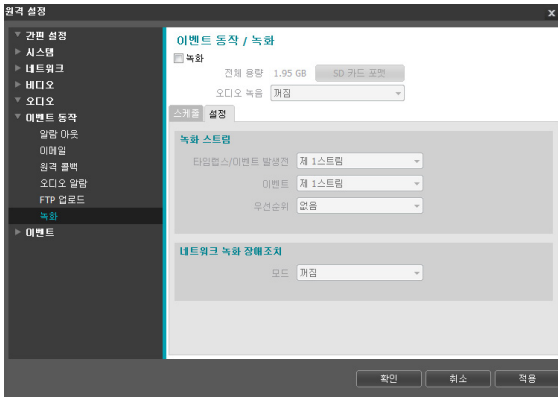 원격 설정
x
간편 설정
시스템
네트워크
비디오
오디오
이벤트 동작
알람 아웃
이메일
원격 콜백
오디오 알람
FTP 업로드
녹화
이벤트
이벤트 동작 / 녹화
녹화
전체 용량 1.95 GB SD 카드 포맷
오디오 녹음 꺼짐
스케쥴 설정
녹화 스트림
타임랩스/이벤트 발생전 제 1스트림
이벤트 제 1스트림
우선순위 없음
네트워크 녹화 장애조치
모드 꺼짐
확인 취소 적용